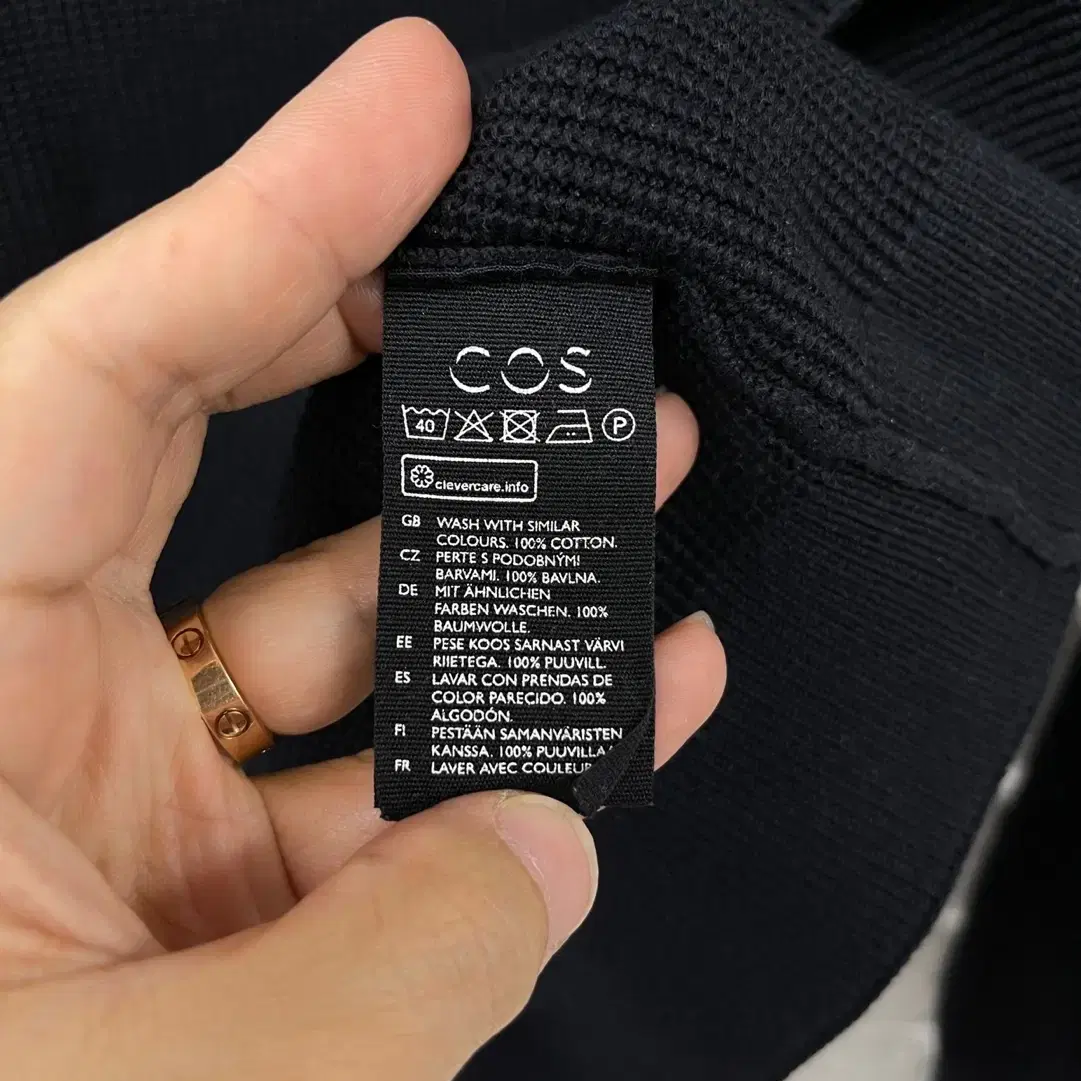 COS
40 P
clevercare.info
GB WASH WITH SIMILAR
COLOURS. 100% COTTON.
CZ PERTE S PODOBNÝMI
BARVAMI. 100% BAVLNA.
DE MIT ÄHNLICHEN
FARBEN WASCHEN. 100%
BAUMWOLLE.
EE PESE KOOS SARNAST VÄRVI
RIIETEGA. 100% PUUVILL.
ES LAVAR CON PRENDAS DE
COLOR PARECIDO. 100%
ALGODÓN.
FI PESTÄÄN SAMANVÄRISTEN
KANSSA. 100% PUUVILLA
FR LAVER AVEC